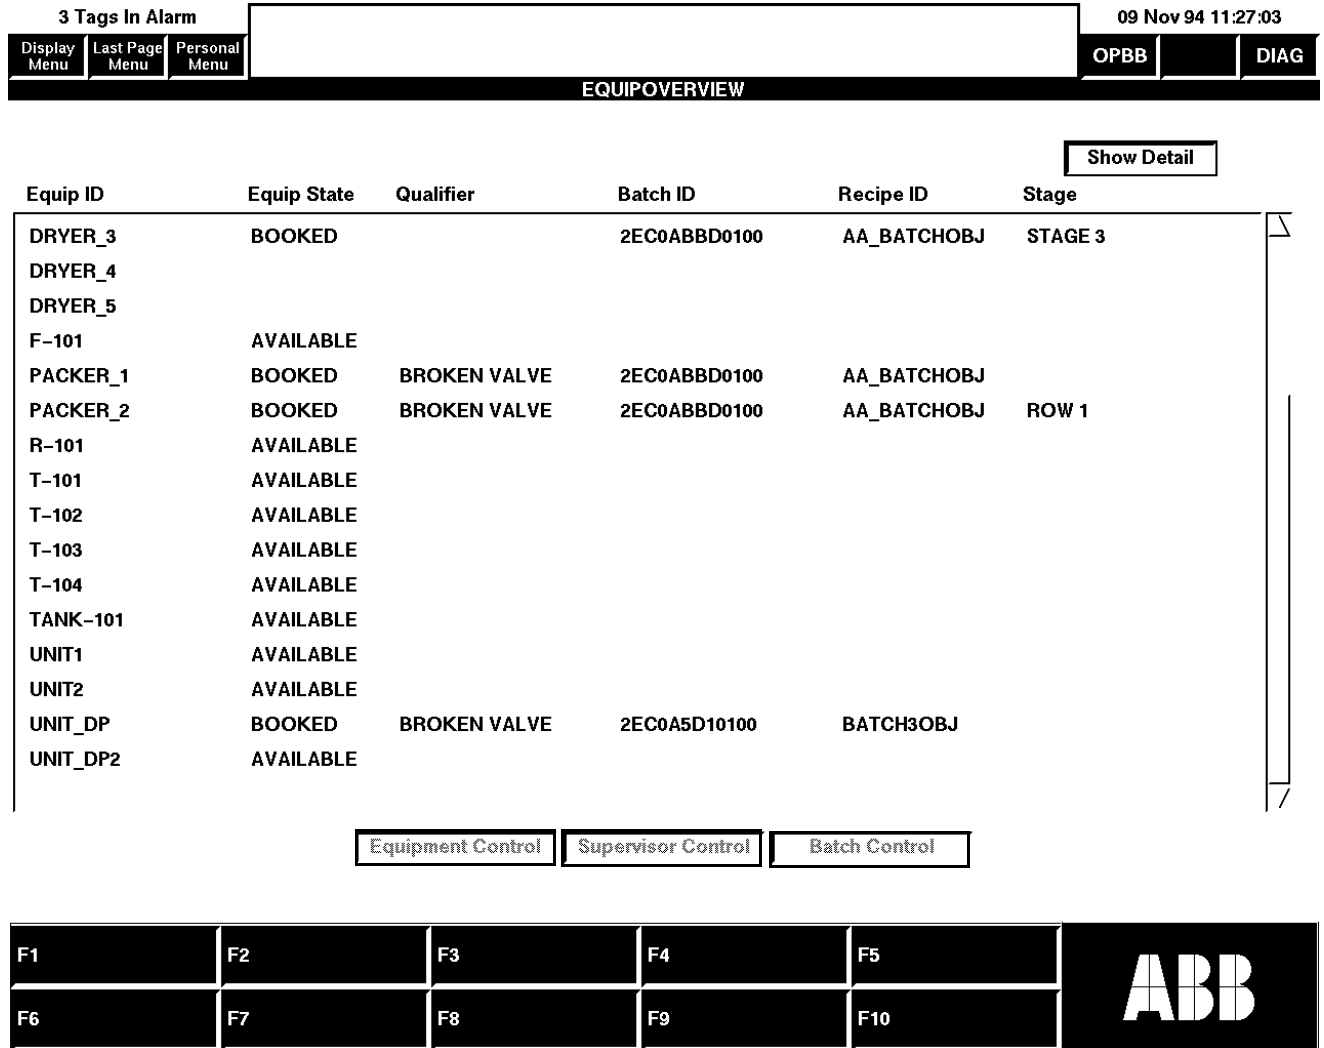 3 Tags In Alarm 09 Nov 94 11:27:03
Display Menu Last Page Menu Personal Menu OPBB DIAG
EQUIPOVERVIEW
Show Detail
Equip ID Equip State Qualifier Batch ID Recipe ID Stage
DRYER_3 BOOKED 2EC0ABBD0100 AA_BATCHOBJ STAGE 3
DRYER_4
DRYER_5
F-101 AVAILABLE
PACKER_1 BOOKED BROKEN VALVE 2EC0ABBD0100 AA_BATCHOBJ
PACKER_2 BOOKED BROKEN VALVE 2EC0ABBD0100 AA_BATCHOBJ ROW 1
R-101 AVAILABLE
T-101 AVAILABLE
T-102 AVAILABLE
T-103 AVAILABLE
T-104 AVAILABLE
TANK-101 AVAILABLE
UNIT1 AVAILABLE
UNIT2 AVAILABLE
UNIT_DP BOOKED BROKEN VALVE 2EC0A5D10100 BATCH3OBJ
UNIT_DP2 AVAILABLE
Equipment Control Supervisor Control Batch Control
F1 F2 F3 F4 F5
ABB
F6 F7 F8 F9 F10